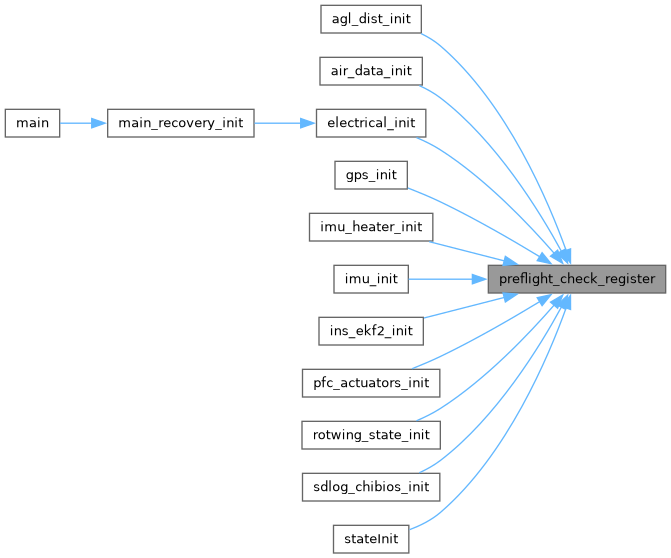 agl_dist_init
air_data_init
main
main_recovery_init
electrical_init
gps_init
imu_heater_init
imu_init
preflight_check_register
ins_ekf2_init
pfc_actuators_init
rotwing_state_init
sdlog_chibios_init
stateInit